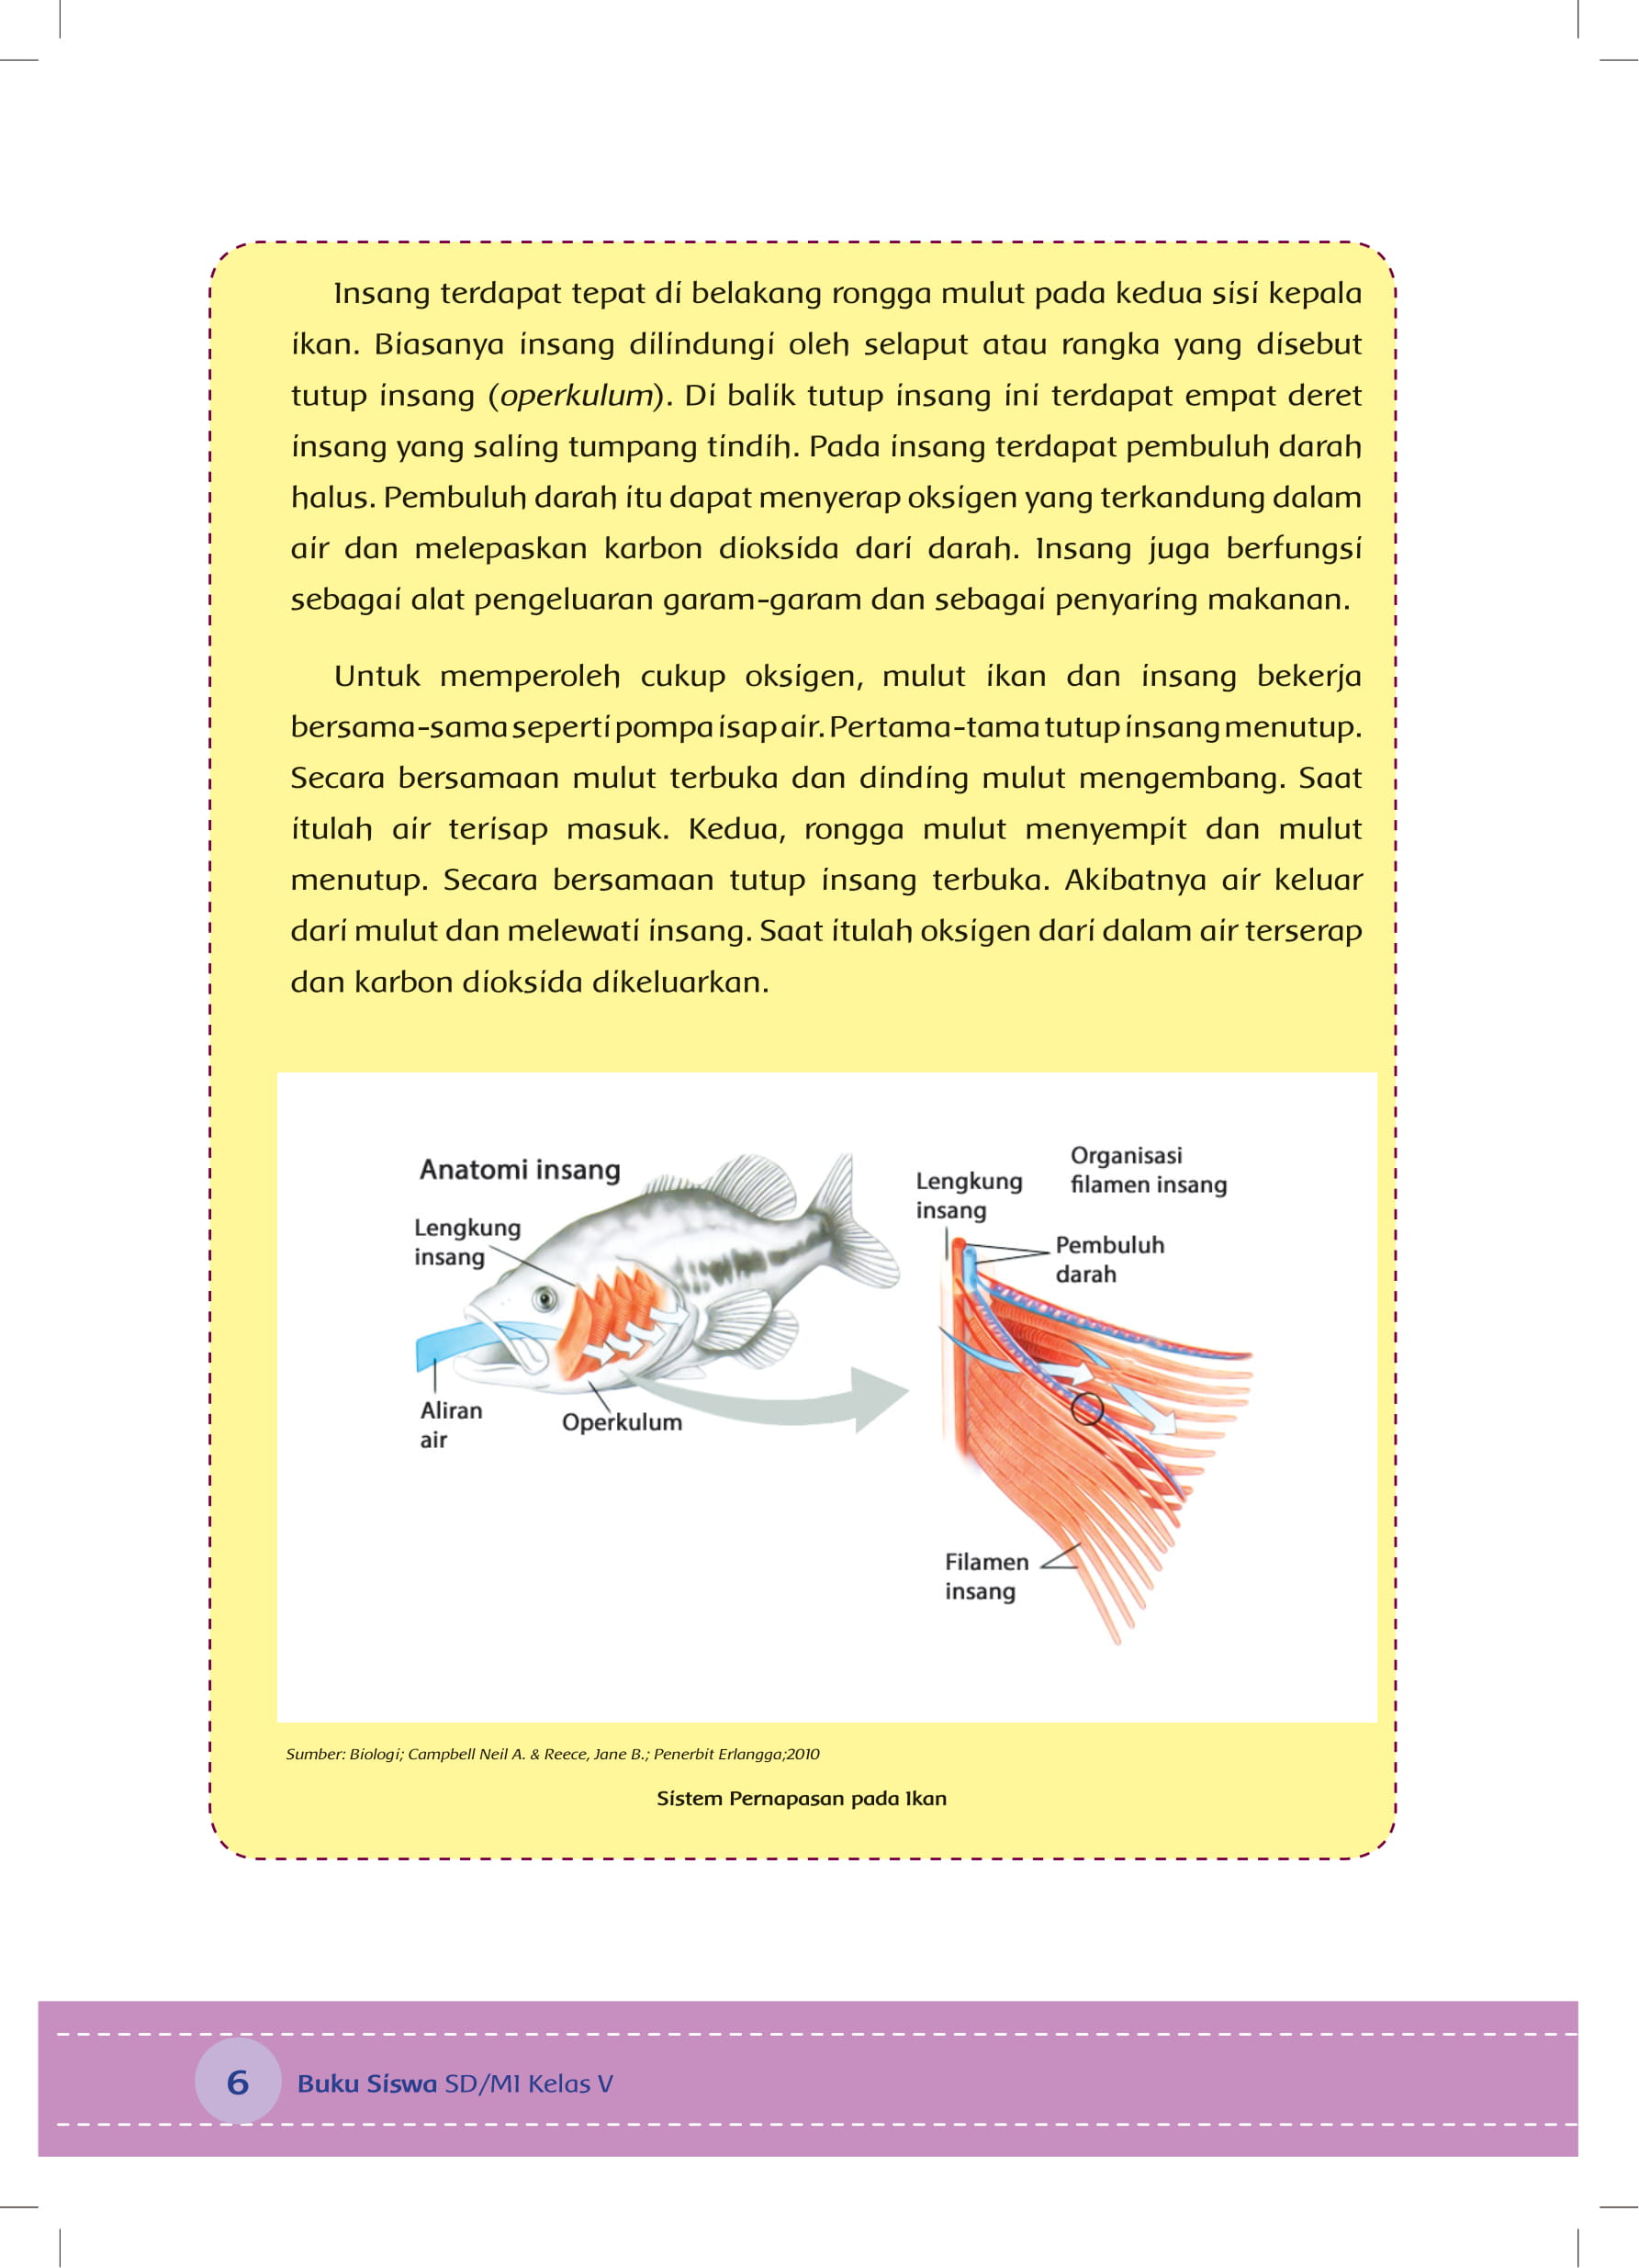 Insang terdapat tepat di belakang rongga mulut pada kedua sisi kepala
ikan. Biasanya insang dilindungi oleh selaput atau rangka yang disebut
tutup insang (operkulum). Di balik tutup insang ini terdapat empat deret
insang yang saling tumpang tindih. Pada insang terdapat pembuluh darah
halus. Pembuluh darah itu dapat menyerap oksigen yang terkandung dalam
air dan melepaskan karbon dioksida dari darah. Insang juga berfungsi
sebagai alat pengeluaran garam-garam dan sebagai penyaring makanan.
Untuk memperoleh cukup oksigen, mulut ikan dan insang bekerja
bersama-sama seperti pompa isap air. Pertama-tama tutup insang menutup.
Secara bersamaan mulut terbuka dan dinding mulut mengembang. Saat
itulah air terisap masuk. Kedua, rongga mulut menyempit dan mulut
menutup. Secara bersamaan tutup insang terbuka. Akibatnya air keluar
dari mulut dan melewati insang. Saat itulah oksigen dari dalam air terserap
dan karbon dioksida dikeluarkan.
Anatomi insang
Lengkung
insang
Aliran
air
Operkulum
Lengkung
insang
Organisasi
filamen insang
Pembuluh
darah
Filamen
insang
Sumber: Biologi; Campbell Neil A. & Reece, Jane B.; Penerbit Erlangga;2010
Sistem Pernapasan pada Ikan
6 Buku Siswa SD/MI Kelas V